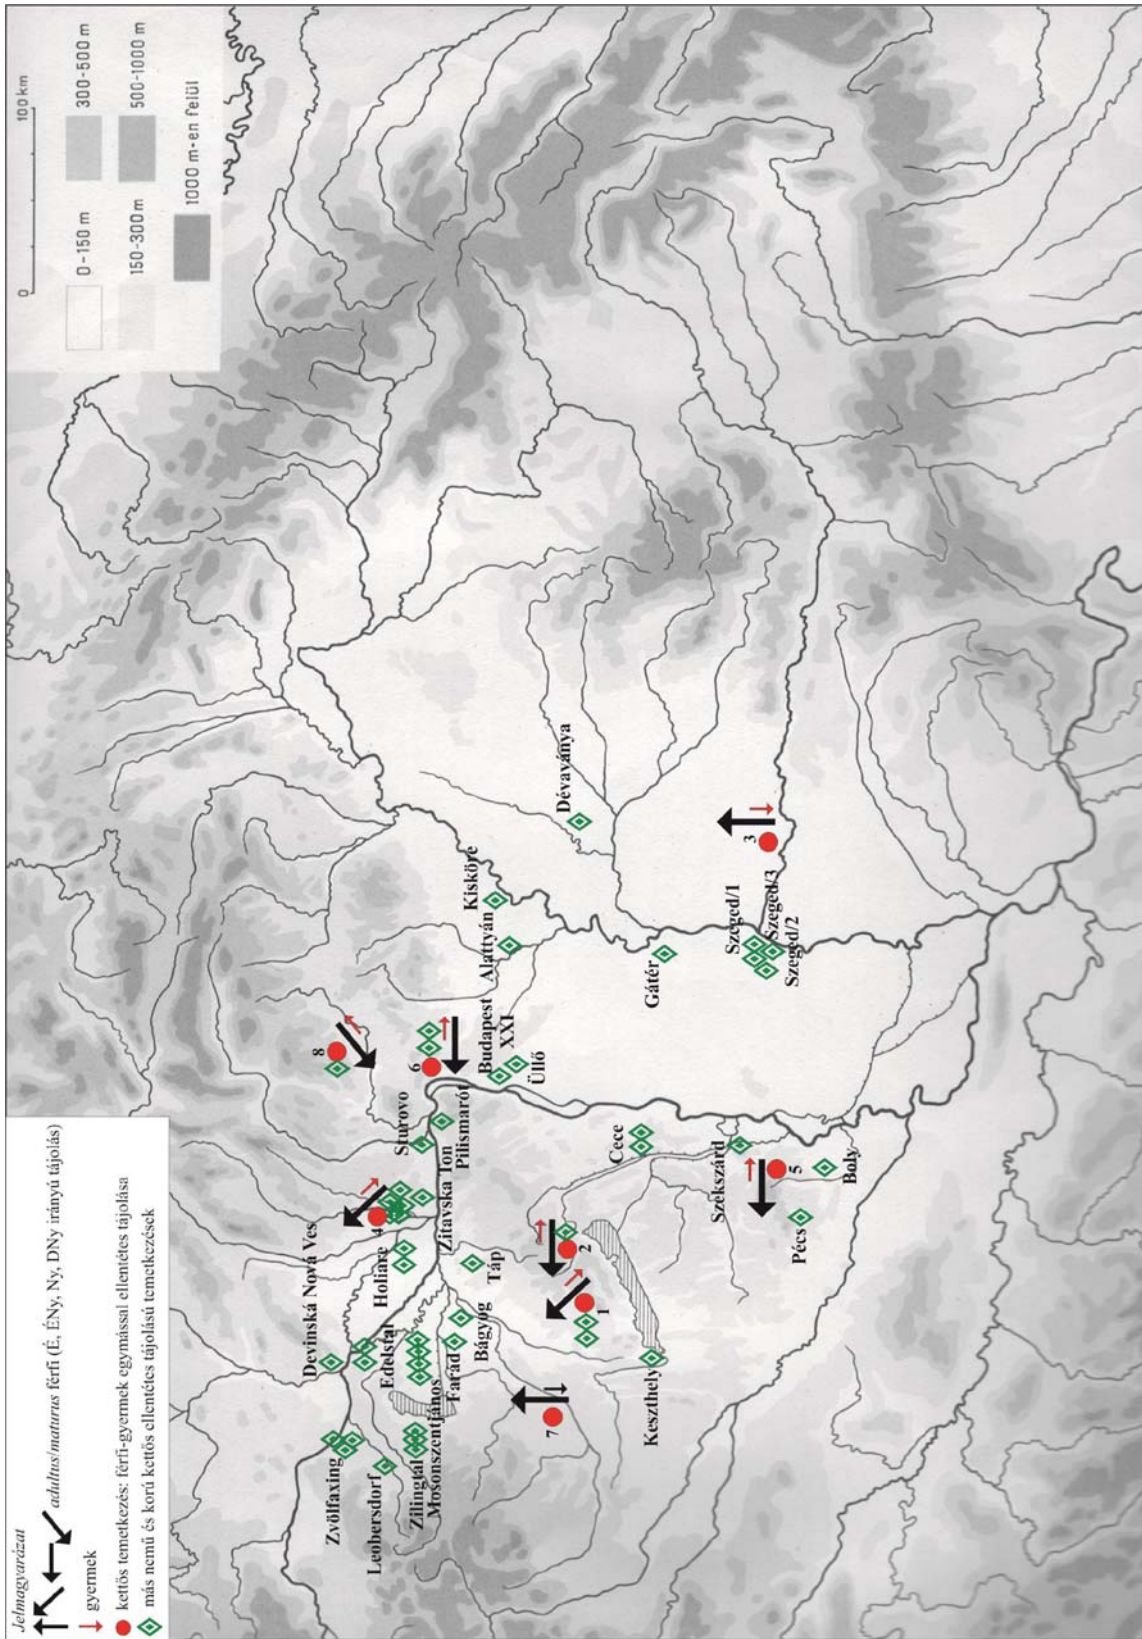 Jelmagyarázat
adultus/maturus férfi (É, ÉNy, Ny, DNy irányú tájolás)
gyermek
kettős temetkezés: férfi-gyermek egymással ellentétes tájolása
más nemű és korú kettős ellentétes tájolású temetkezések
0
100 km
0-150 m
300-500 m
150-300 m
500-1000 m
1000 m-en felül
8
6
Sturovo
Pilismarót
4
Zitavska Ton
Holiare
Devinská Nová Ves
Edelstal
Zvölfaxing
Leobersdorf
Zilingtal
Mosonszentjános
Farád
Bágyog
Táp
Budapest
XXI
Üllő
Alattyán
Kisköre
Dévaványa
2
1
7
Keszthely
Cece
Gátér
Szeged/1
Szeged/3
Szeged/2
3
Szekszárd
5
Pécs
Boly